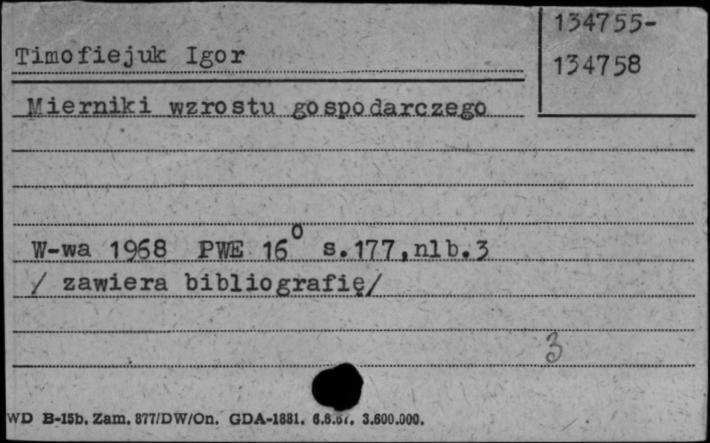 134755-
134758
Timofiejuk Igor
Mierniki wzrostu gospodarczego
W-wa 1968 PWE 16° s.177,nlb.3
/ zawiera bibliografię/
3
WD B-15b. Zam. 877/DW/On. GDA-1881. 3.600.000.